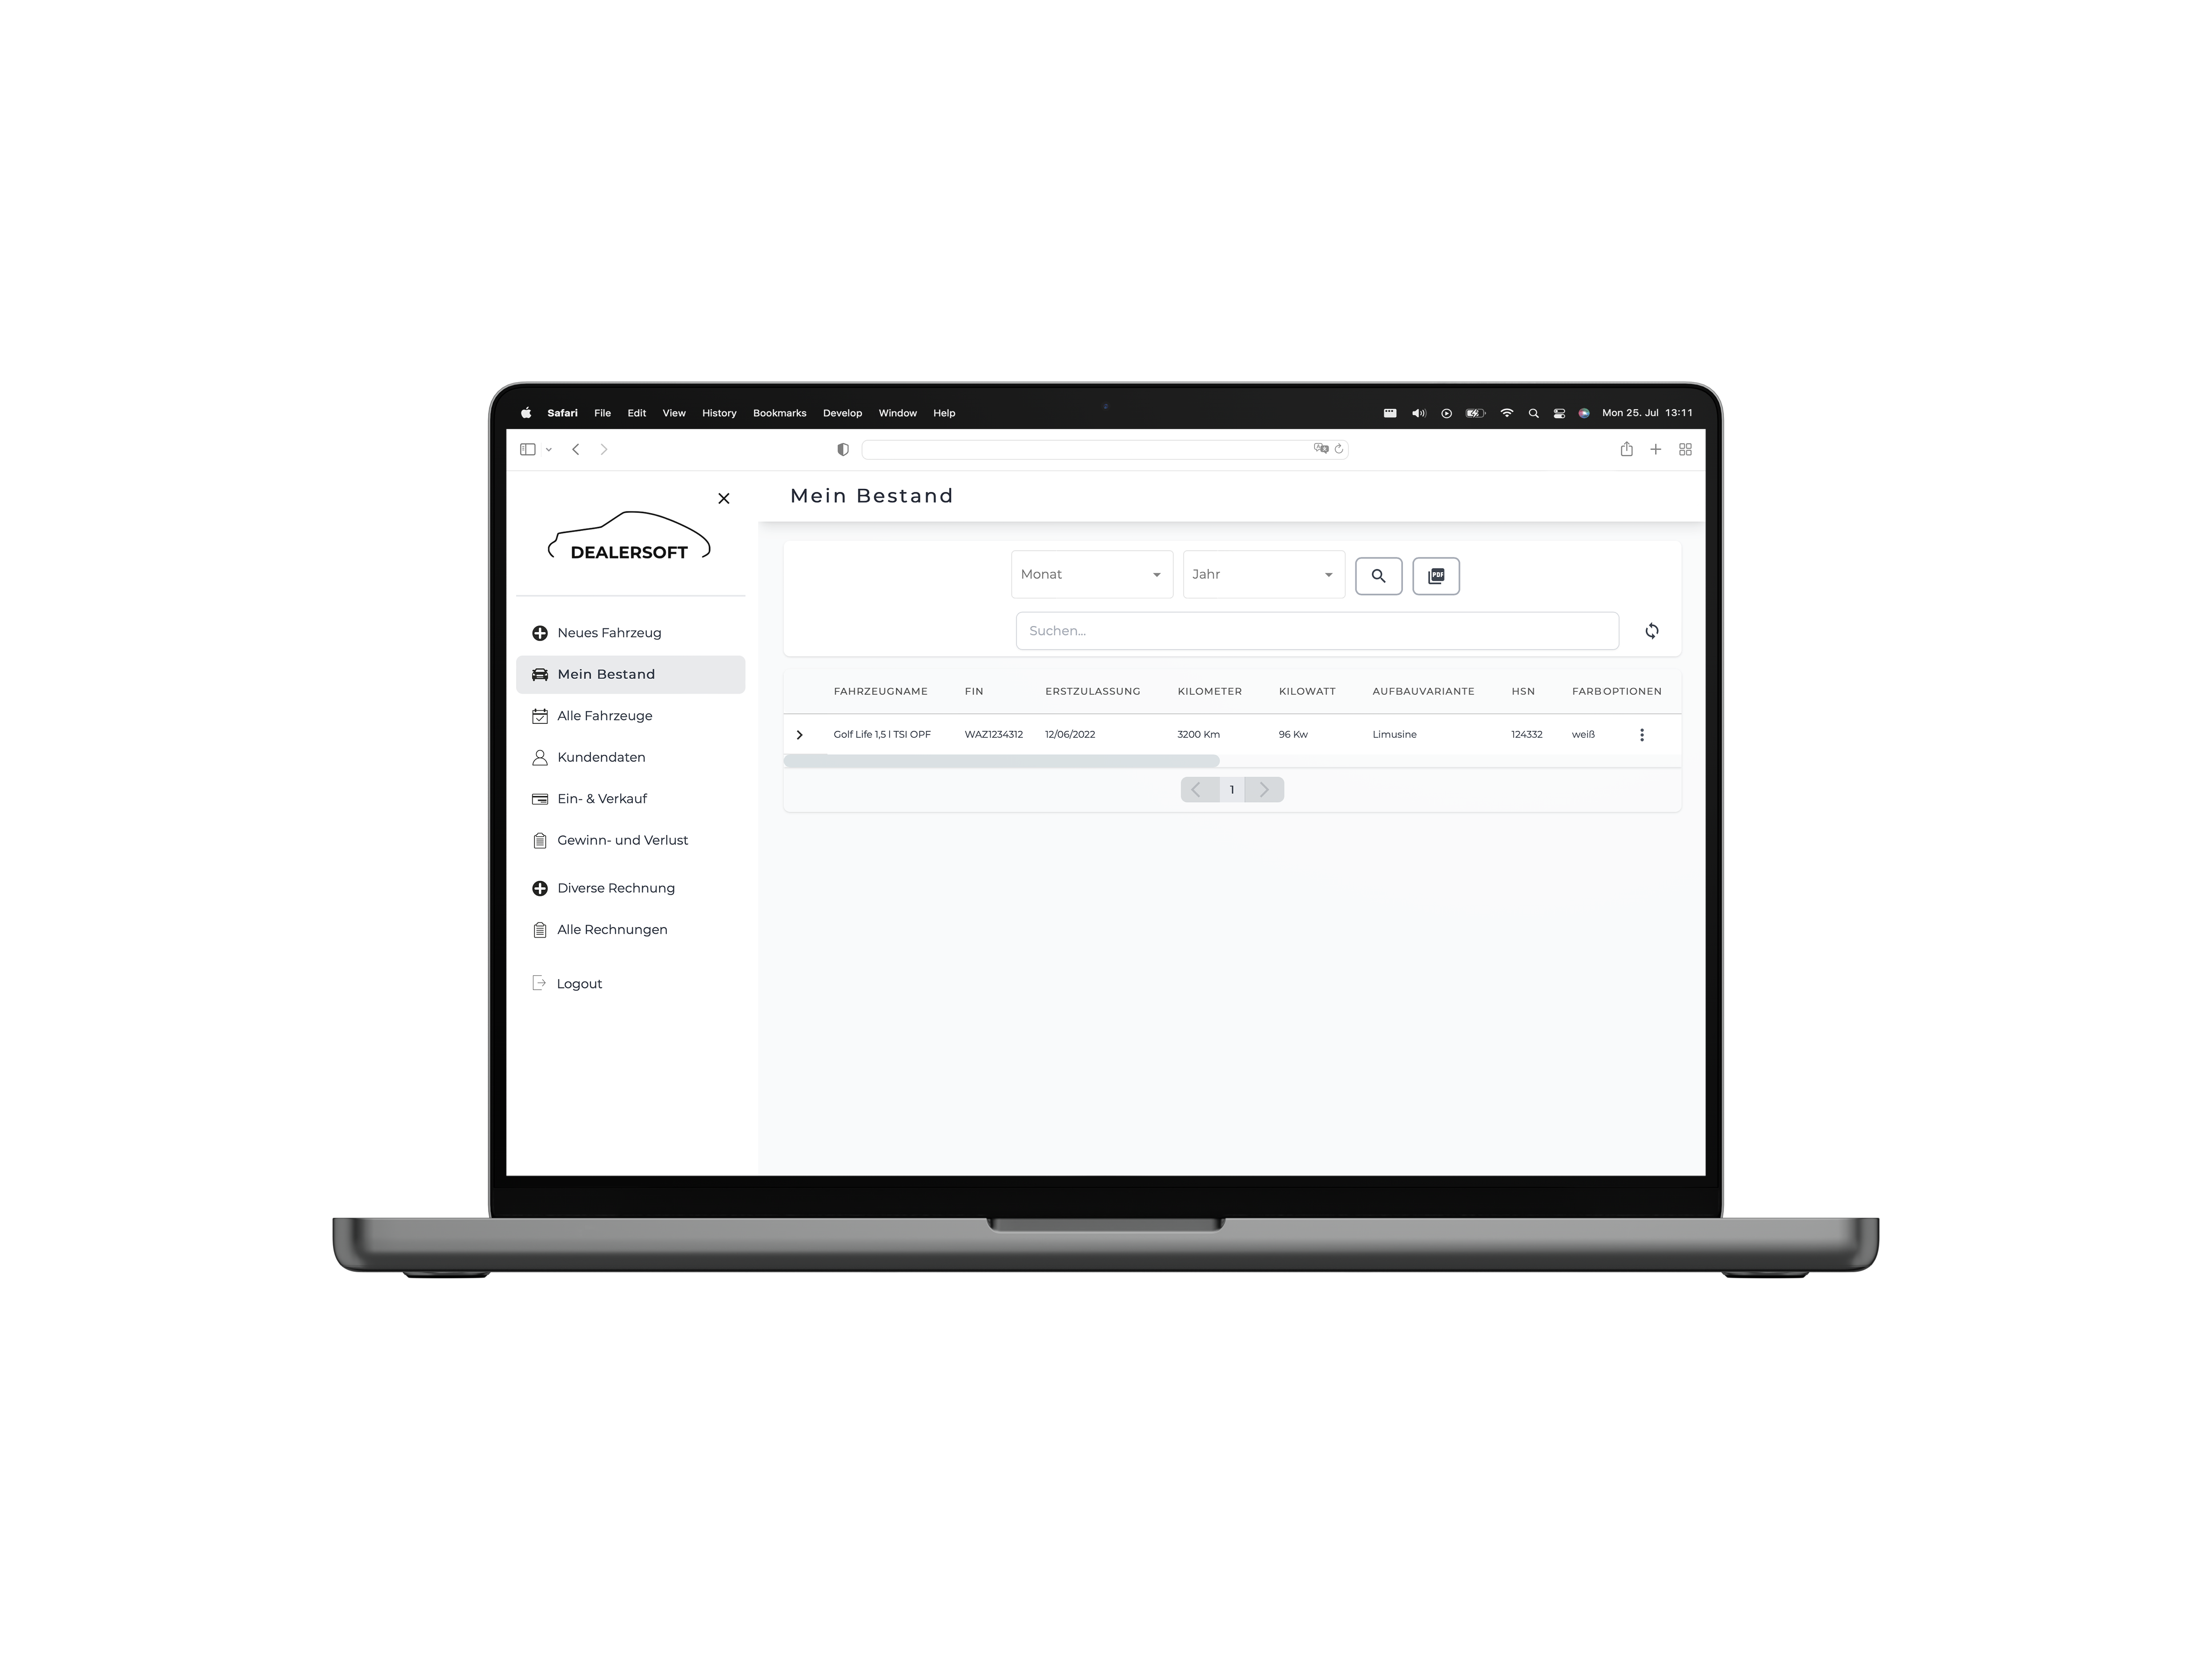 Safari File Edit View History Bookmarks Develop Window Help Mon 25. Jul 13:11
Mein Bestand
DEALERSOFT
Neues Fahrzeug
Mein Bestand
Alle Fahrzeuge
Kundendaten
Ein- & Verkauf
Gewinn- und Verlust
Diverse Rechnung
Alle Rechnungen
Logout
Monat Jahr PDF
Suchen...
FAHRZEUGNAME FIN ERSTZULASSUNG KILOMETER KILOWATT AUFBAUVARIANTE HSN FARBOPTIONEN
Golf Life 1,5 l TSI OPF WAZ1234312 12/06/2022 3200 Km 96 Kw Limusine 124332 weiß
1